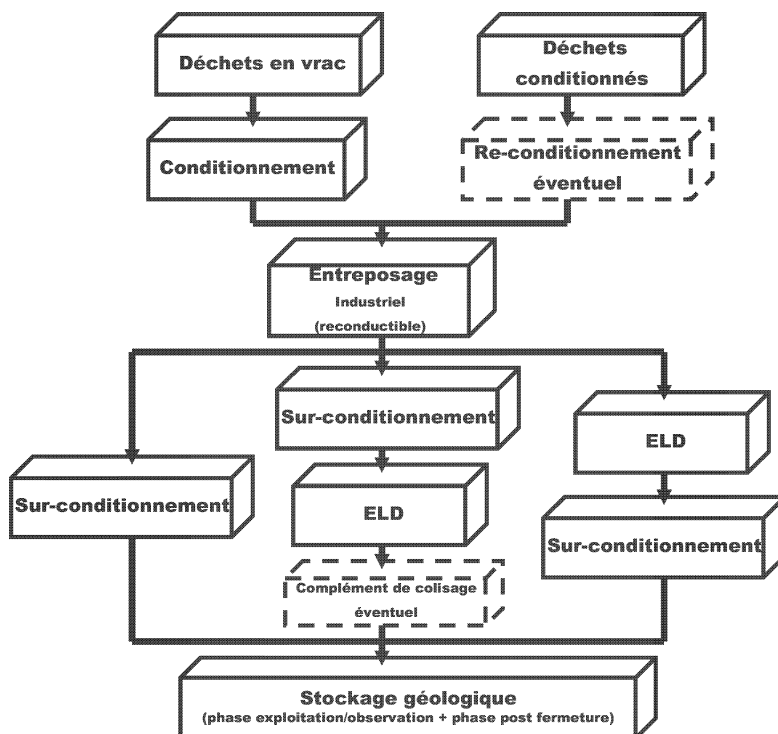 Déchets en vrac
Déchets
conditionnés
Conditionnement
Re-conditionnement
éventuel
Entreposage
Industriel
(reconductible)
Sur-conditionnement
ELD
Sur-conditionnement
ELD
Sur-conditionnement
Complément de colisage
éventuel
Stockage géologique
(phase exploitation/observation + phase post fermeture)